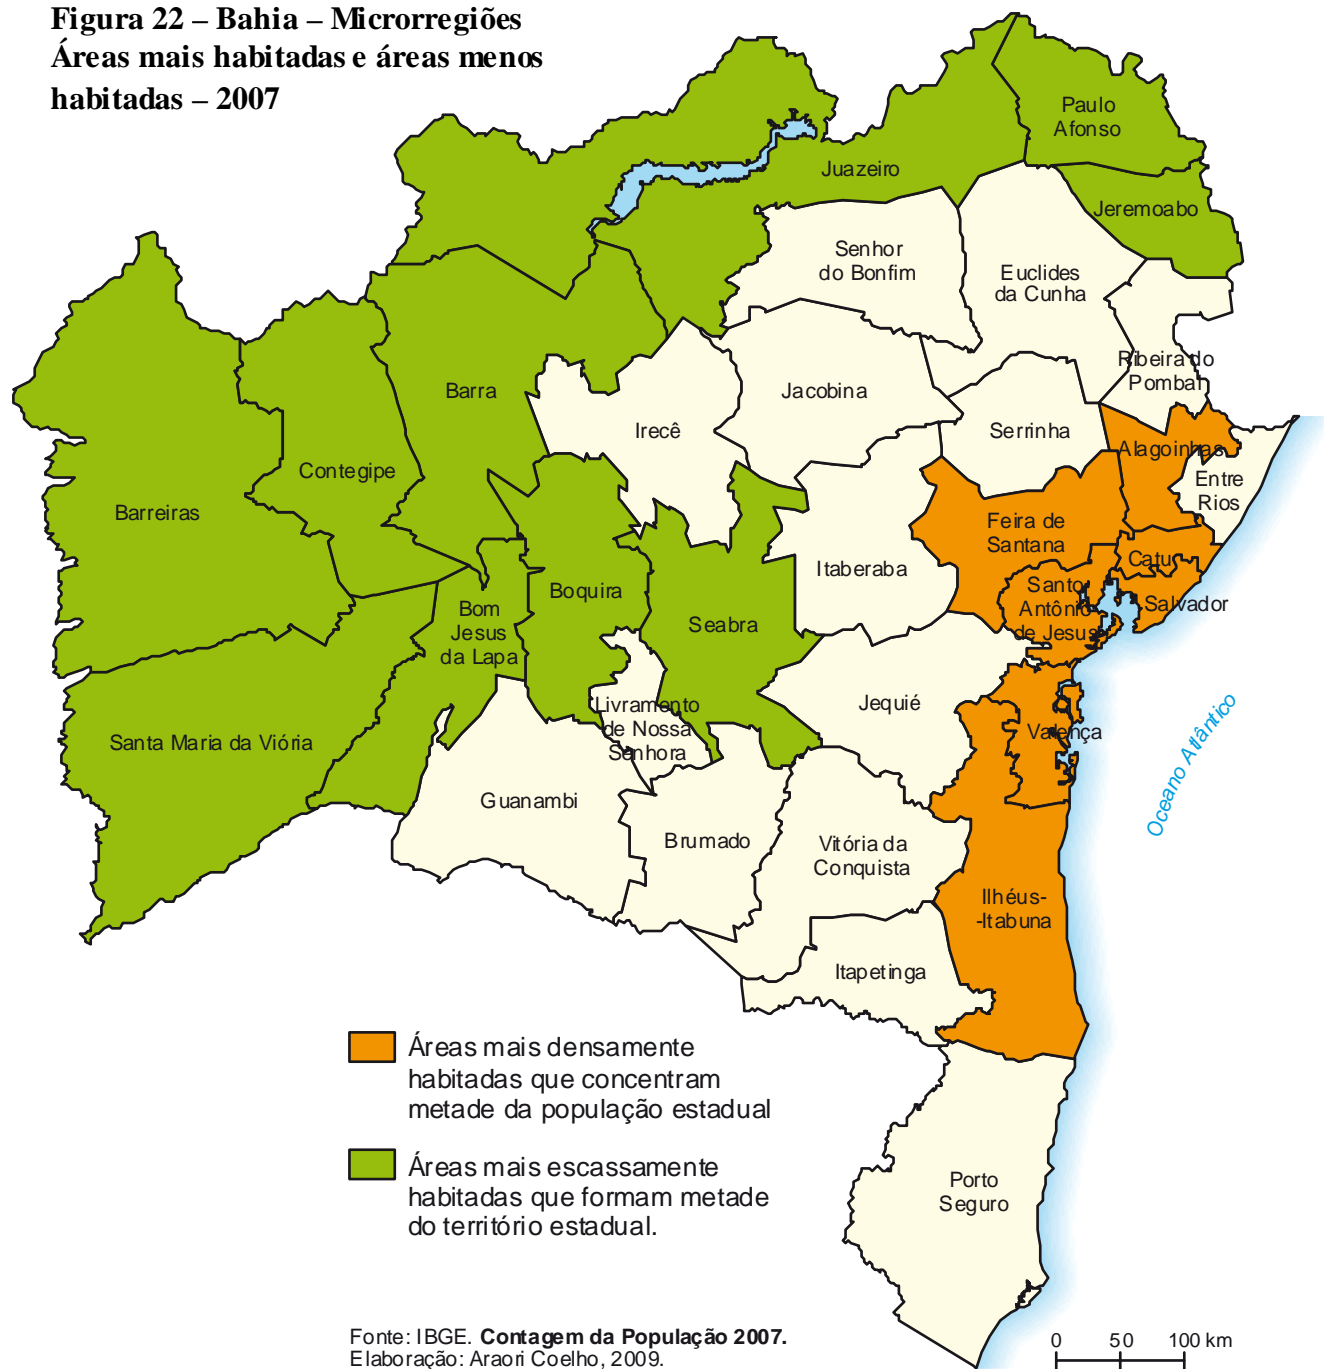 Figura 22 – Bahia – Microrregiões
Áreas mais habitadas e áreas menos
habitadas – 2007
Paulo
Afonso
Juazeiro
Jeremoabo
Senhor
do Bonfim
Euclides
da Cunha
Ribeira do
Pombal
Barra
Jacobina
Irecê
Serrinha
Alagoinhas
Contegipe
Entre
Rios
Barreiras
Feira de
Santana
Catu
Itaberaba
Santo
Antônio
de Jesus
Salvador
Boquira
Bom
Jesus
da Lapa
Seabra
Livramento
de Nossa
Senhora
Jequié
Valença
Santa Maria da Viória
Oceano Atlântico
Guanambi
Brumado
Vitória da
Conquista
Ilhéus-
-Itabuna
Itapetinga
Áreas mais densamente
habitadas que concentram
metade da população estadual
Áreas mais escassamente
habitadas que formam metade
do território estadual.
Porto
Seguro
Fonte: IBGE. Contagem da População 2007.
Elaboração: Araori Coelho, 2009.
0 50 100 km